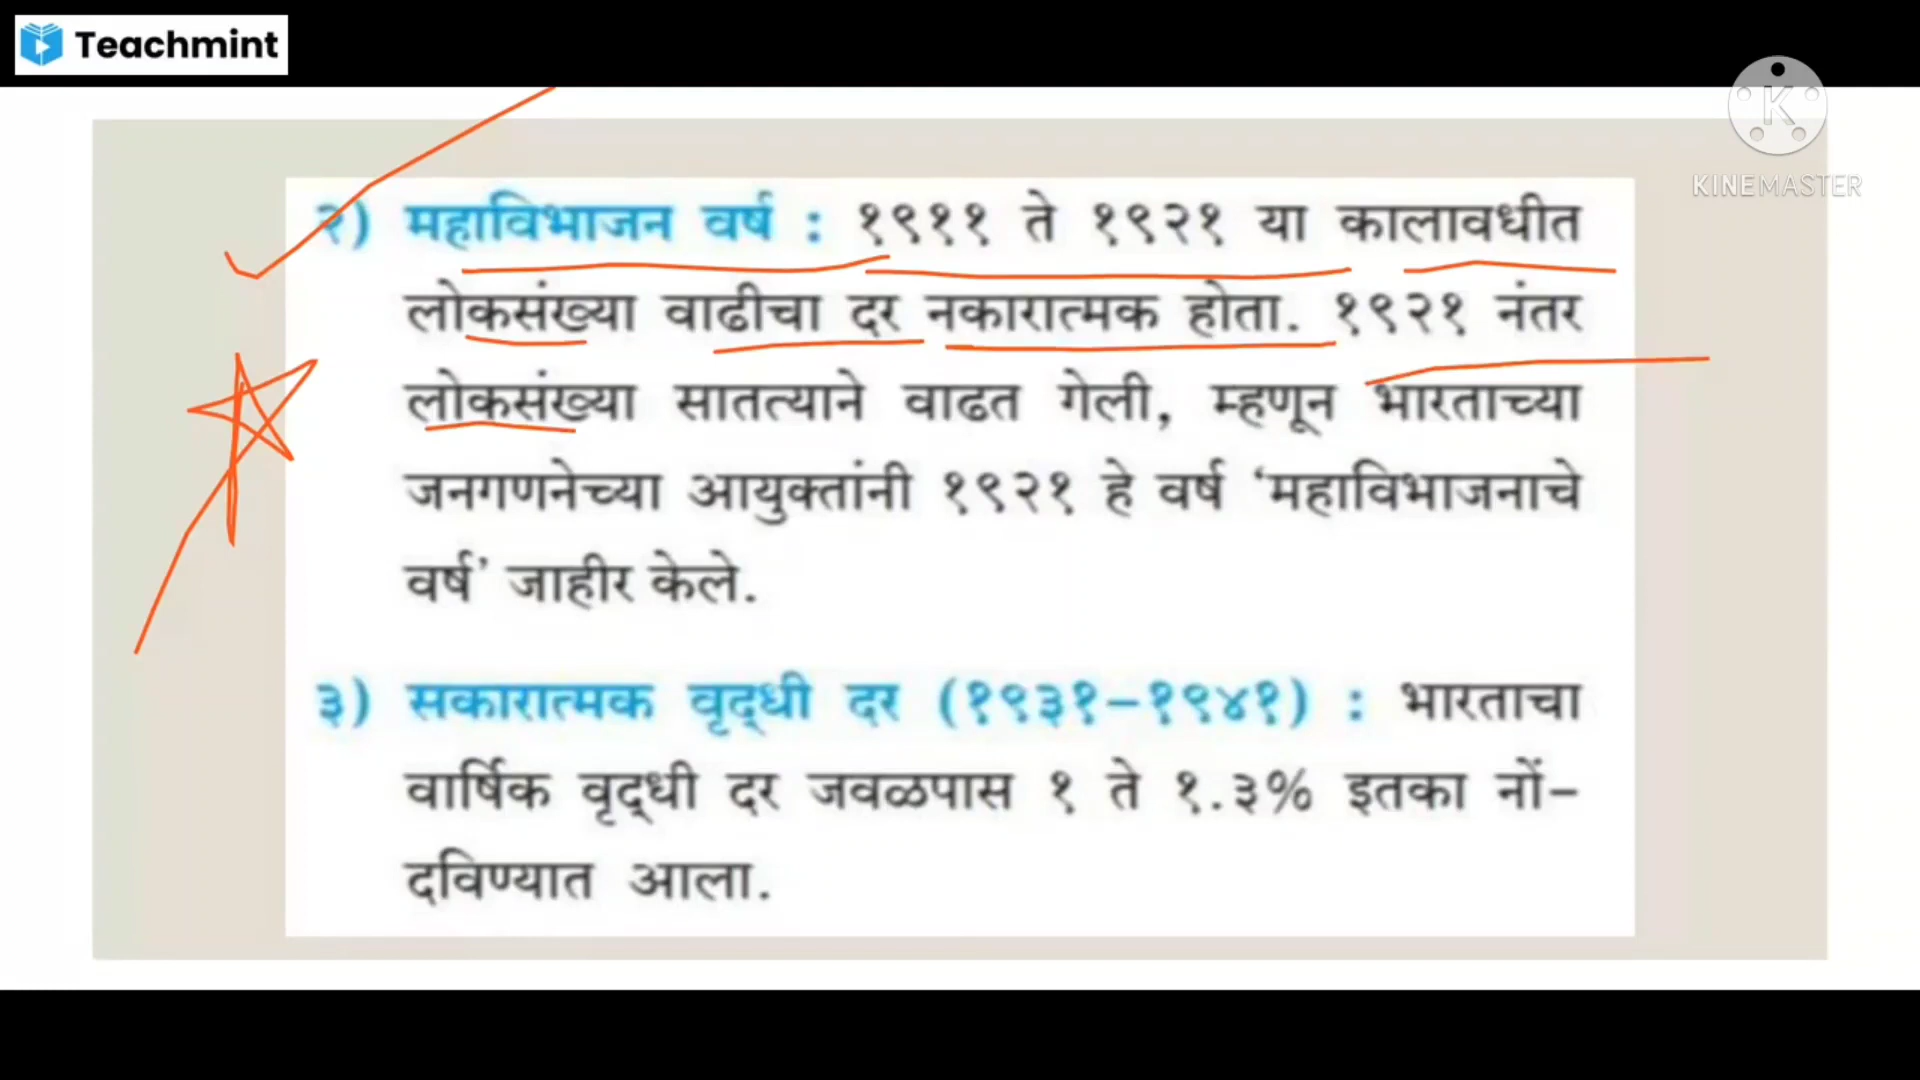 Teachmint
KINEMASTER
२) महाविभाजन वर्ष : १९११ ते १९२१ या कालावधीत
लोकसंख्या वाढीचा दर नकारात्मक होता. १९२१ नंतर
लोकसंख्या सातत्याने वाढत गेली, म्हणून भारताच्या
जनगणनेच्या आयुक्तांनी १९२१ हे वर्ष ‘महाविभाजनाचे
वर्ष’ जाहीर केले.
३) सकारात्मक वृद्धी दर (१९३१–१९४१) : भारताचा
वार्षिक वृद्धी दर जवळपास १ ते १.३% इतका नों–
दविण्यात आला.